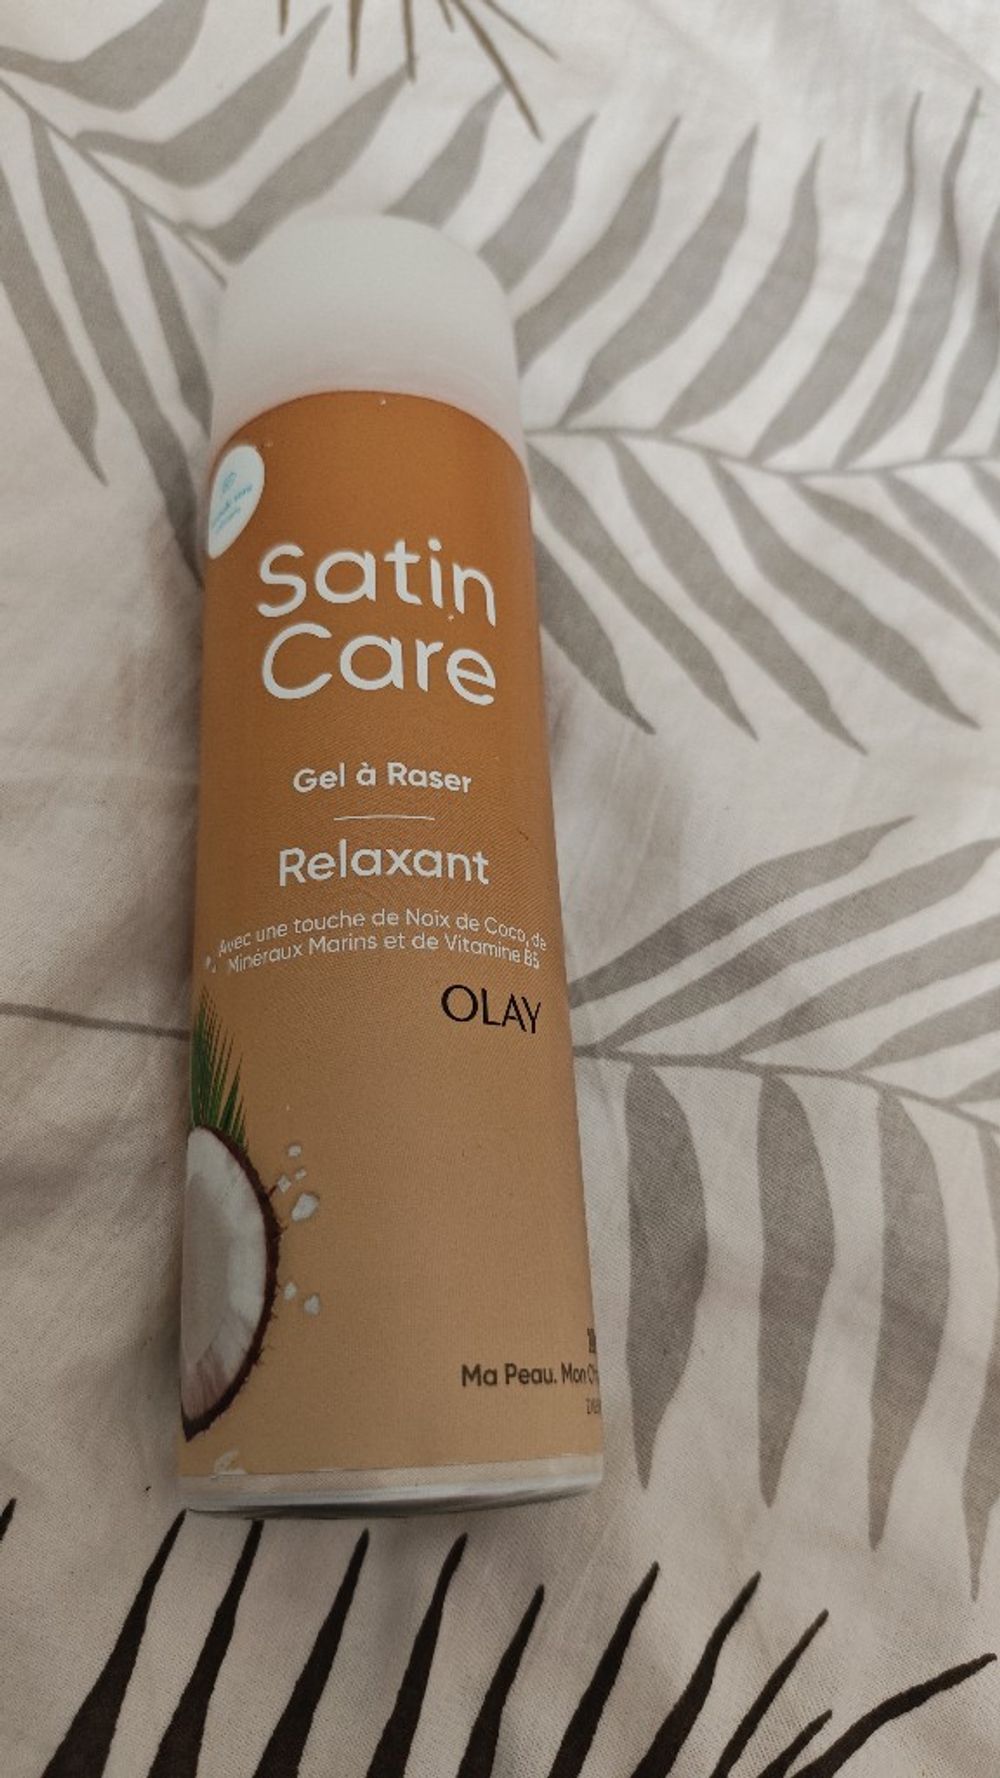 Satin
Care
Gel à Raser
Relaxant
Avec une touche de Noix de Coco, de
Minéraux Marins et de Vitamine B5
OLAY
Ma Peau. Mon